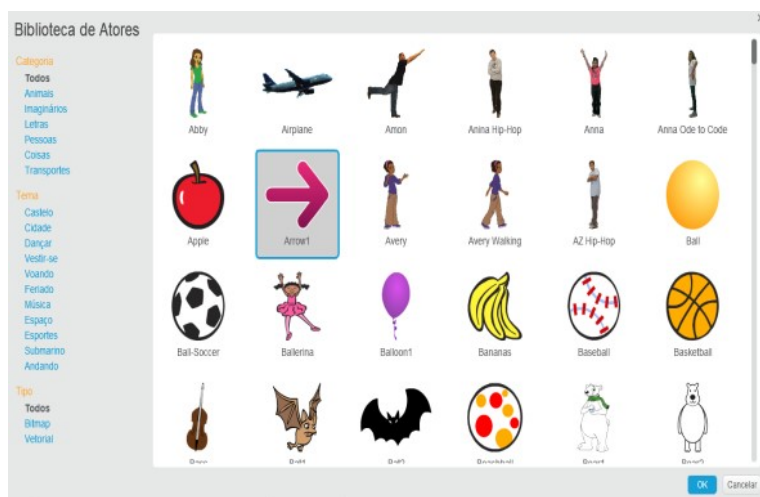 Biblioteca de Atores
Categoria
Todos
Animais
Imaginários
Letras
Pessoas
Coisas
Transportes
Tema
Castelo
Cidade
Dançar
Vestir-se
Voando
Feriado
Música
Espaço
Esportes
Submarino
Andando
Tipo
Todos
Bitmap
Vetorial
Abby
Airplane
Amon
Anina Hip-Hop
Anna
Anna Ode to Code
Apple
Arrow1
Avery
Avery Walking
AZ Hip-Hop
Ball
Ball-Soccer
Ballerina
Balloon1
Bananas
Baseball
Basketball
OK
Cancelar